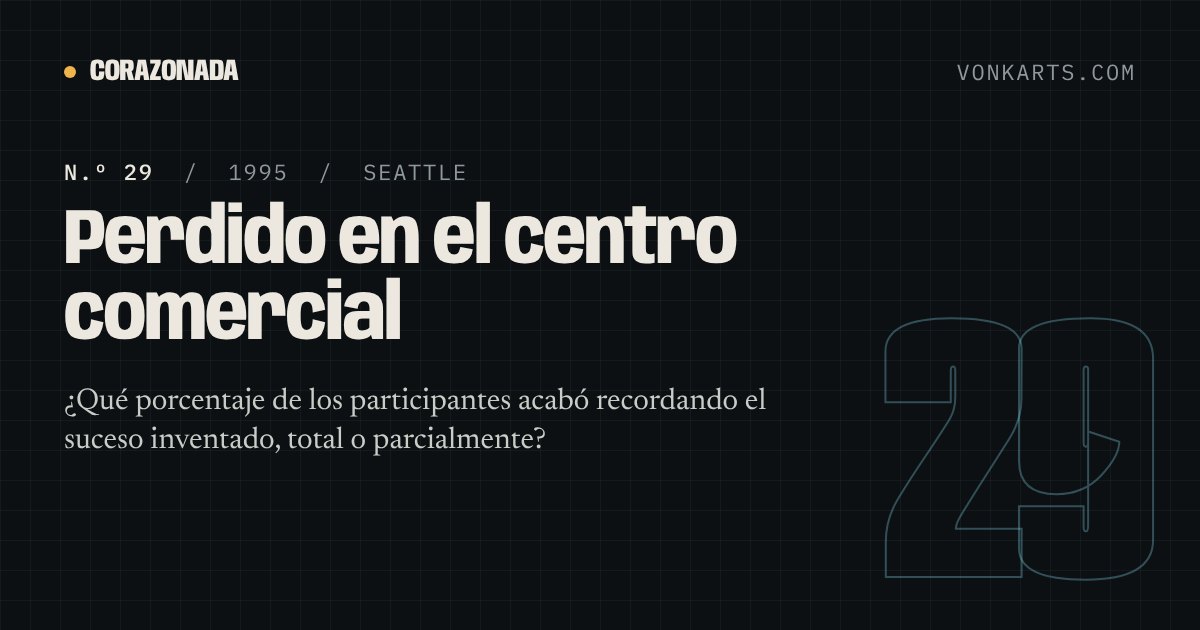 CORAZONADA
VONKARTS.COM
N.º 29 / 1995 / SEATTLE
Perdido en el centro
comercial
¿Qué porcentaje de los participantes acabó recordando el
suceso inventado, total o parcialmente?
29